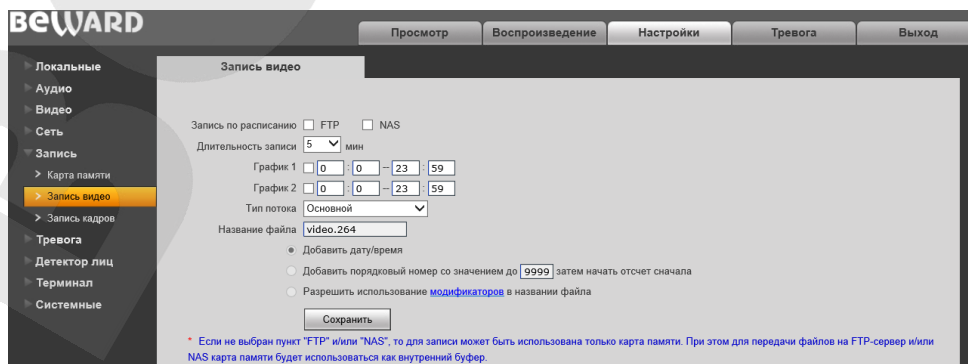 BEWARD
Просмотр Воспроизведение Настройки Тревога Выход
Локальные
Аудио
Видео
Сеть
Запись
> Карта памяти
> Запись видео
> Запись кадров
Тревога
Детектор лиц
Терминал
Системные
Запись видео
Запись по расписанию FTP NAS
Длительность записи 5 мин
График 1 0 : 0 – 23 : 59
График 2 0 : 0 – 23 : 59
Тип потока Основной
Название файла video.264
Добавить дату/время
Добавить порядковый номер со значением до 9999 затем начать отсчет сначала
Разрешить использование модификаторов в названии файла
Сохранить
* Если не выбран пункт "FTP" и/или "NAS", то для записи может быть использована только карта памяти. При этом для передачи файлов на FTP-сервер и/или
NAS карта памяти будет использоваться как внутренний буфер.